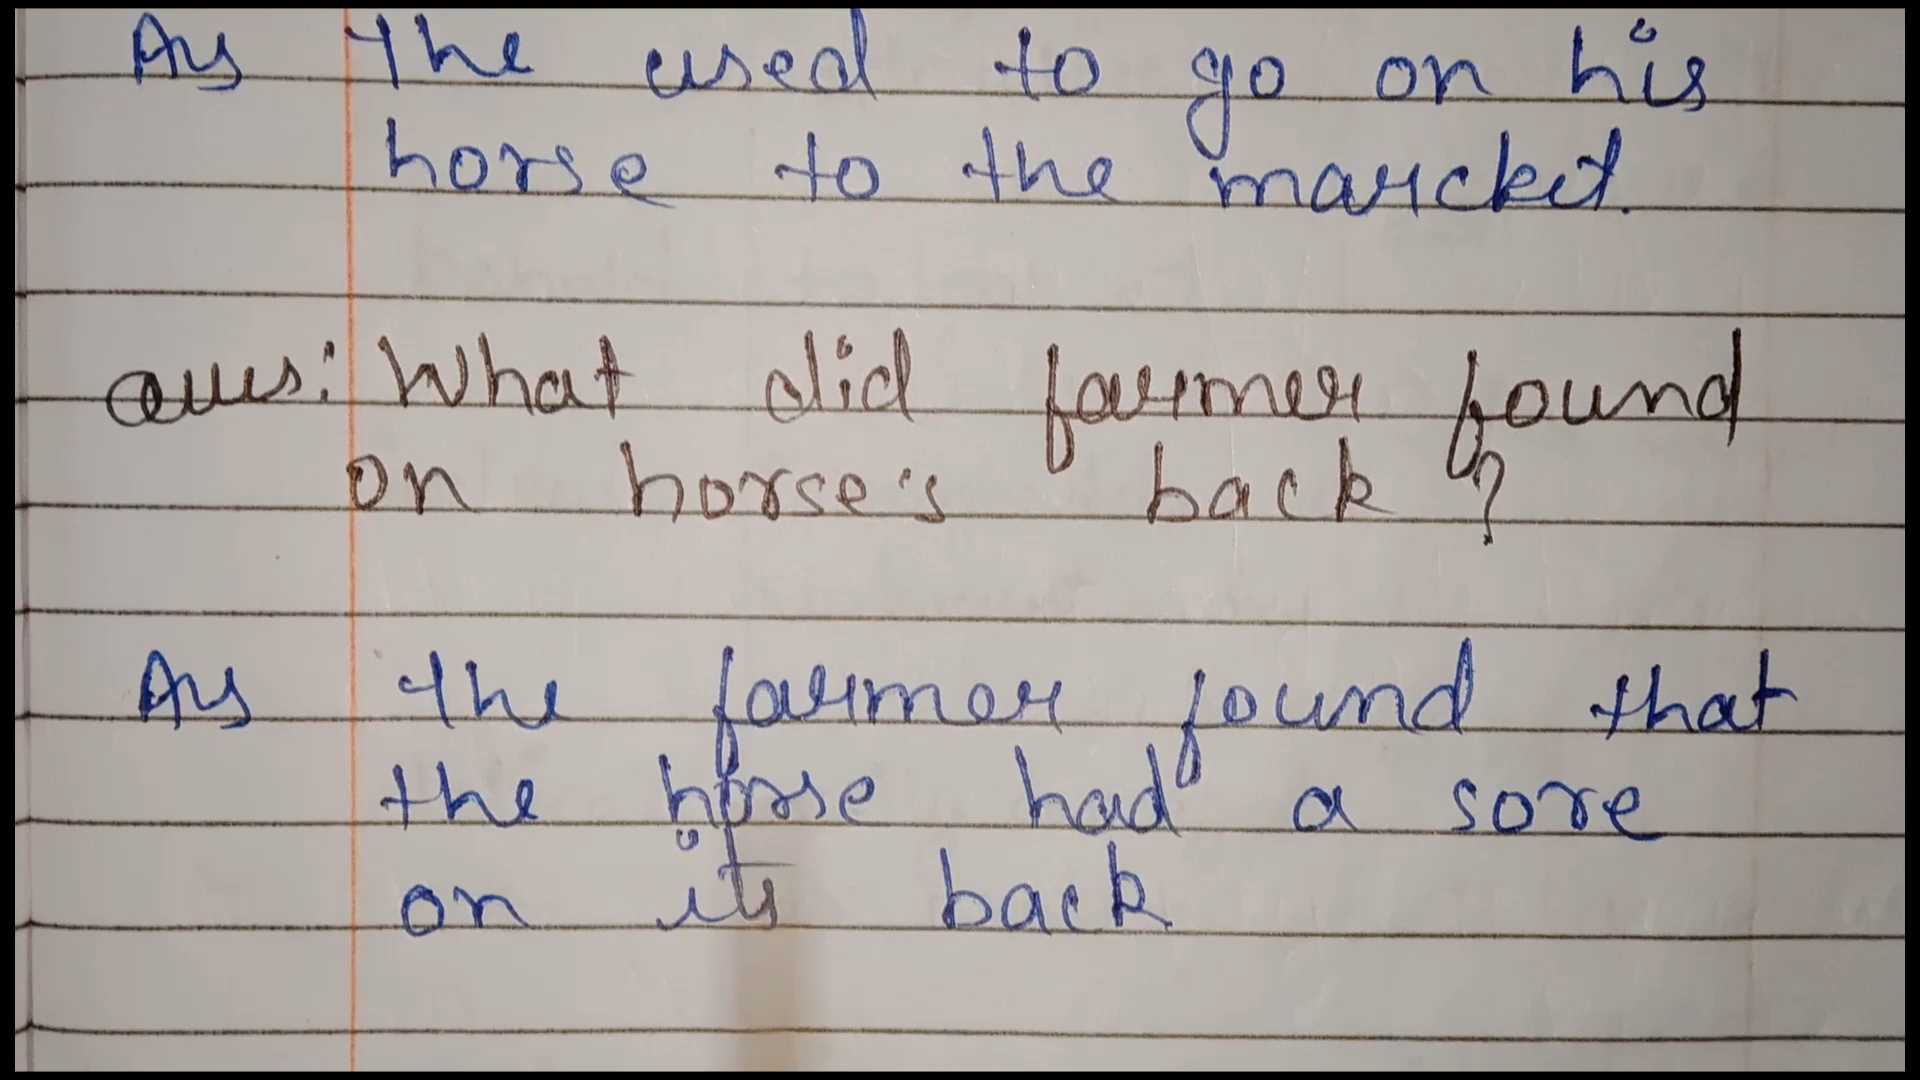 Ans The used to go on his
horse to the marcket.
Ques: What did farmer found
on horse's back ?
Ans The farmer found that
the horse had a sore
on its back